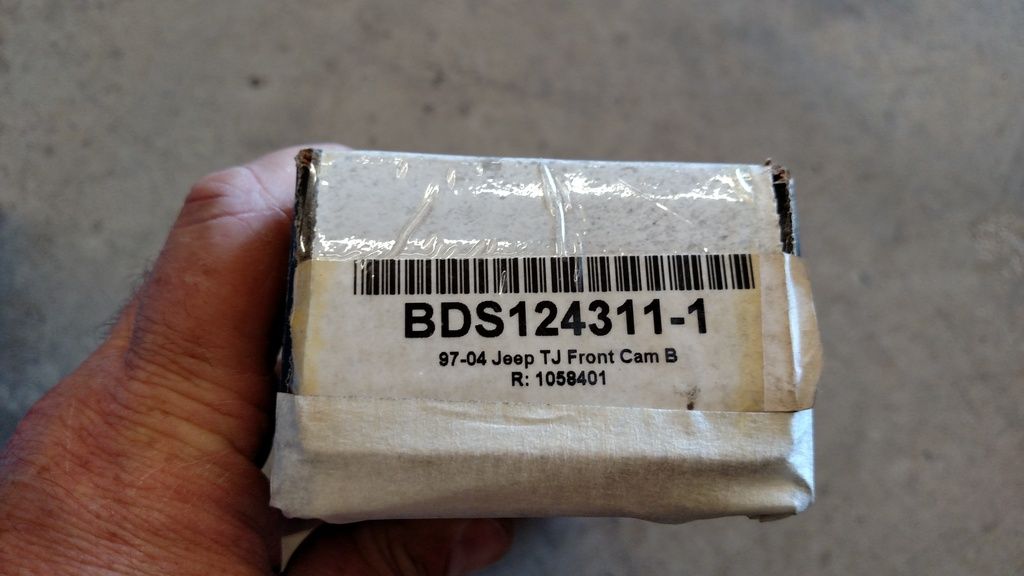 BDS124311-1
97-04 Jeep TJ Front Cam B
R: 1058401